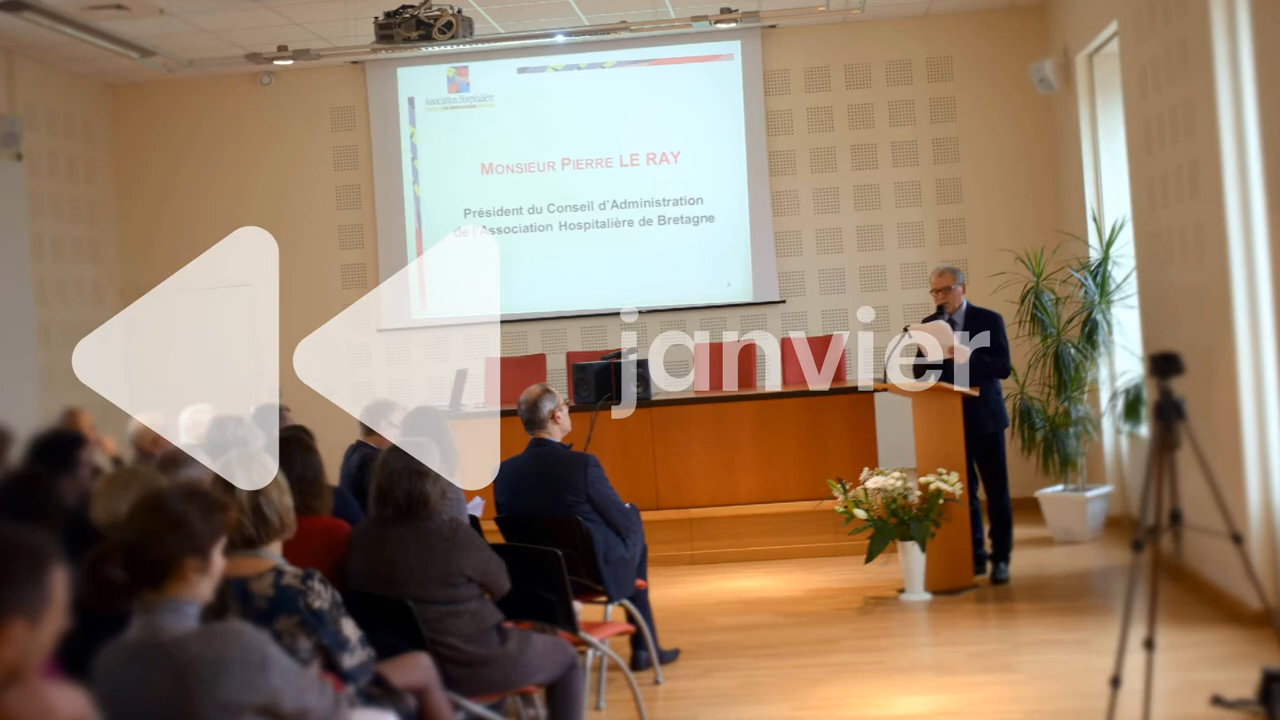 Association Hospitalière
MONSIEUR PIERRE LE RAY
Président du Conseil d'Administration
de l'Association Hospitalière de Bretagne
janvier